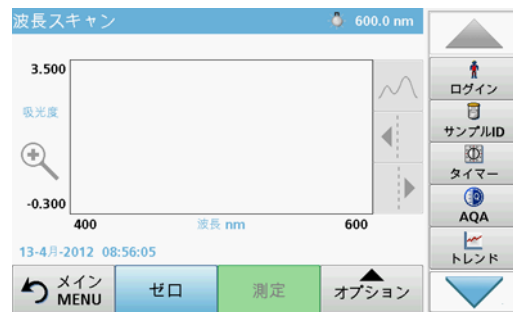 波長スキャン
600.0 nm
3.500
吸光度
-0.300
400
波長 nm
600
13-4月-2012 08:56:05
メイン
MENU
ゼロ
測定
オプション
ログイン
サンプルID
タイマー
AQA
トレンド